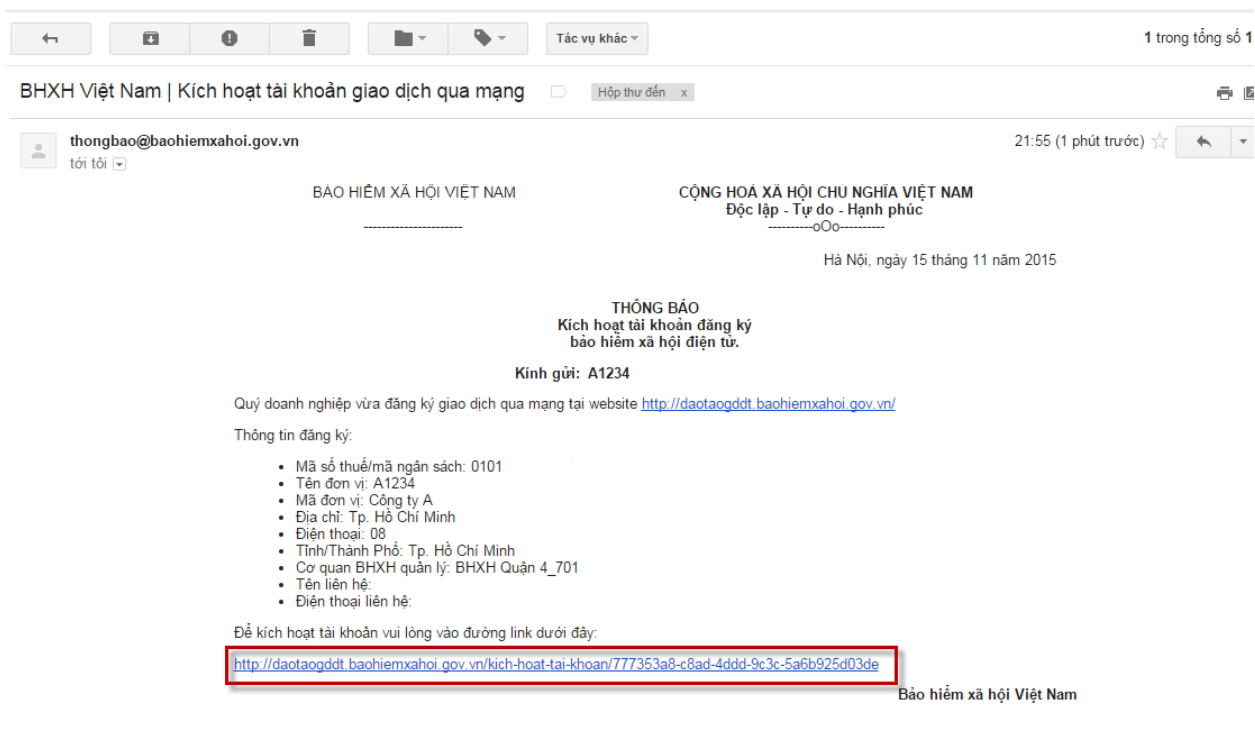 Tác vụ khác
1 trong tổng số 1
BHXH Việt Nam | Kích hoạt tài khoản giao dịch qua mạng
Hộp thư đến x
thongbao@baohiemxahoi.gov.vn
21:55 (1 phút trước)
tới tôi
BẢO HIỂM XÃ HỘI VIỆT NAM
CỘNG HOÀ XÃ HỘI CHỦ NGHĨA VIỆT NAM
Độc lập - Tự do - Hạnh phúc
----------------------
----------oOo----------
Hà Nội, ngày 15 tháng 11 năm 2015
THÔNG BÁO
Kích hoạt tài khoản đăng ký
bảo hiểm xã hội điện tử.
Kính gửi: A1234
Quý doanh nghiệp vừa đăng ký giao dịch qua mạng tại website http://daotaogddt.baohiemxahoi.gov.vn/
Thông tin đăng ký:
• Mã số thuế/mã ngân sách: 0101
• Tên đơn vị: A1234
• Mã đơn vị: Công ty A
• Địa chỉ: Tp. Hồ Chí Minh
• Điện thoại: 08
• Tỉnh/Thành Phố: Tp. Hồ Chí Minh
• Cơ quan BHXH quản lý: BHXH Quận 4_701
• Tên liên hệ:
• Điện thoại liên hệ:
Để kích hoạt tài khoản vui lòng vào đường link dưới đây:
http://daotaogddt.baohiemxahoi.gov.vn/kich-hoat-tai-khoan/777353a8-c8ad-4ddd-9c3c-5a6b925d03de
Bảo hiểm xã hội Việt Nam